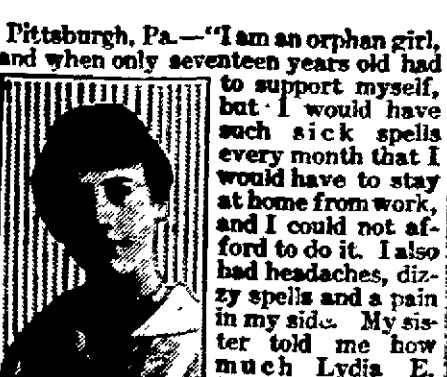 Pittsburgh, Pa.—"I am an orphan girl,
and when only seventeen years old had
to support myself,
but I would have
such sick spells
every month that I
would have to stay
at home from work,
and I could not af-
ford to do it. I also
had headaches, diz-
zy spells and a pain
in my side. My sis-
ter told me how
much Lydia E.